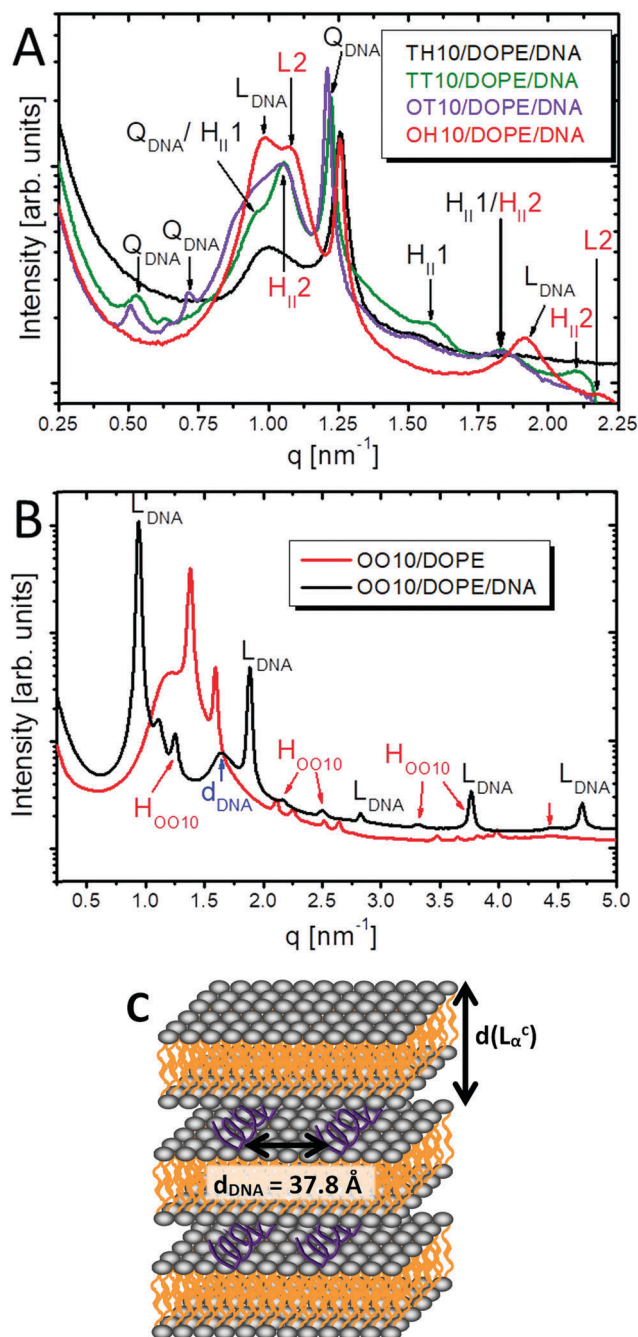 A
Intensity [arb. units]
Q_DNA
L_DNA
L2
Q_DNA/ H_II1
Q_DNA
Q_DNA
H_II2
H_II1
H_II1/H_II2
L_DNA
L2
H_II2
TH10/DOPE/DNA
TT10/DOPE/DNA
OT10/DOPE/DNA
OH10/DOPE/DNA
0.25 0.50 0.75 1.00 1.25 1.50 1.75 2.00 2.25
q [nm⁻¹]
B
Intensity [arb. units]
L_DNA
OO10/DOPE
OO10/DOPE/DNA
L_DNA
H_OO10
d_DNA
H_OO10
L_DNA
H_OO10
L_DNA
L_DNA
0.5 1.0 1.5 2.0 2.5 3.0 3.5 4.0 4.5 5.0
q [nm⁻¹]
C
d(L_α^c)
d_DNA = 37.8 Å